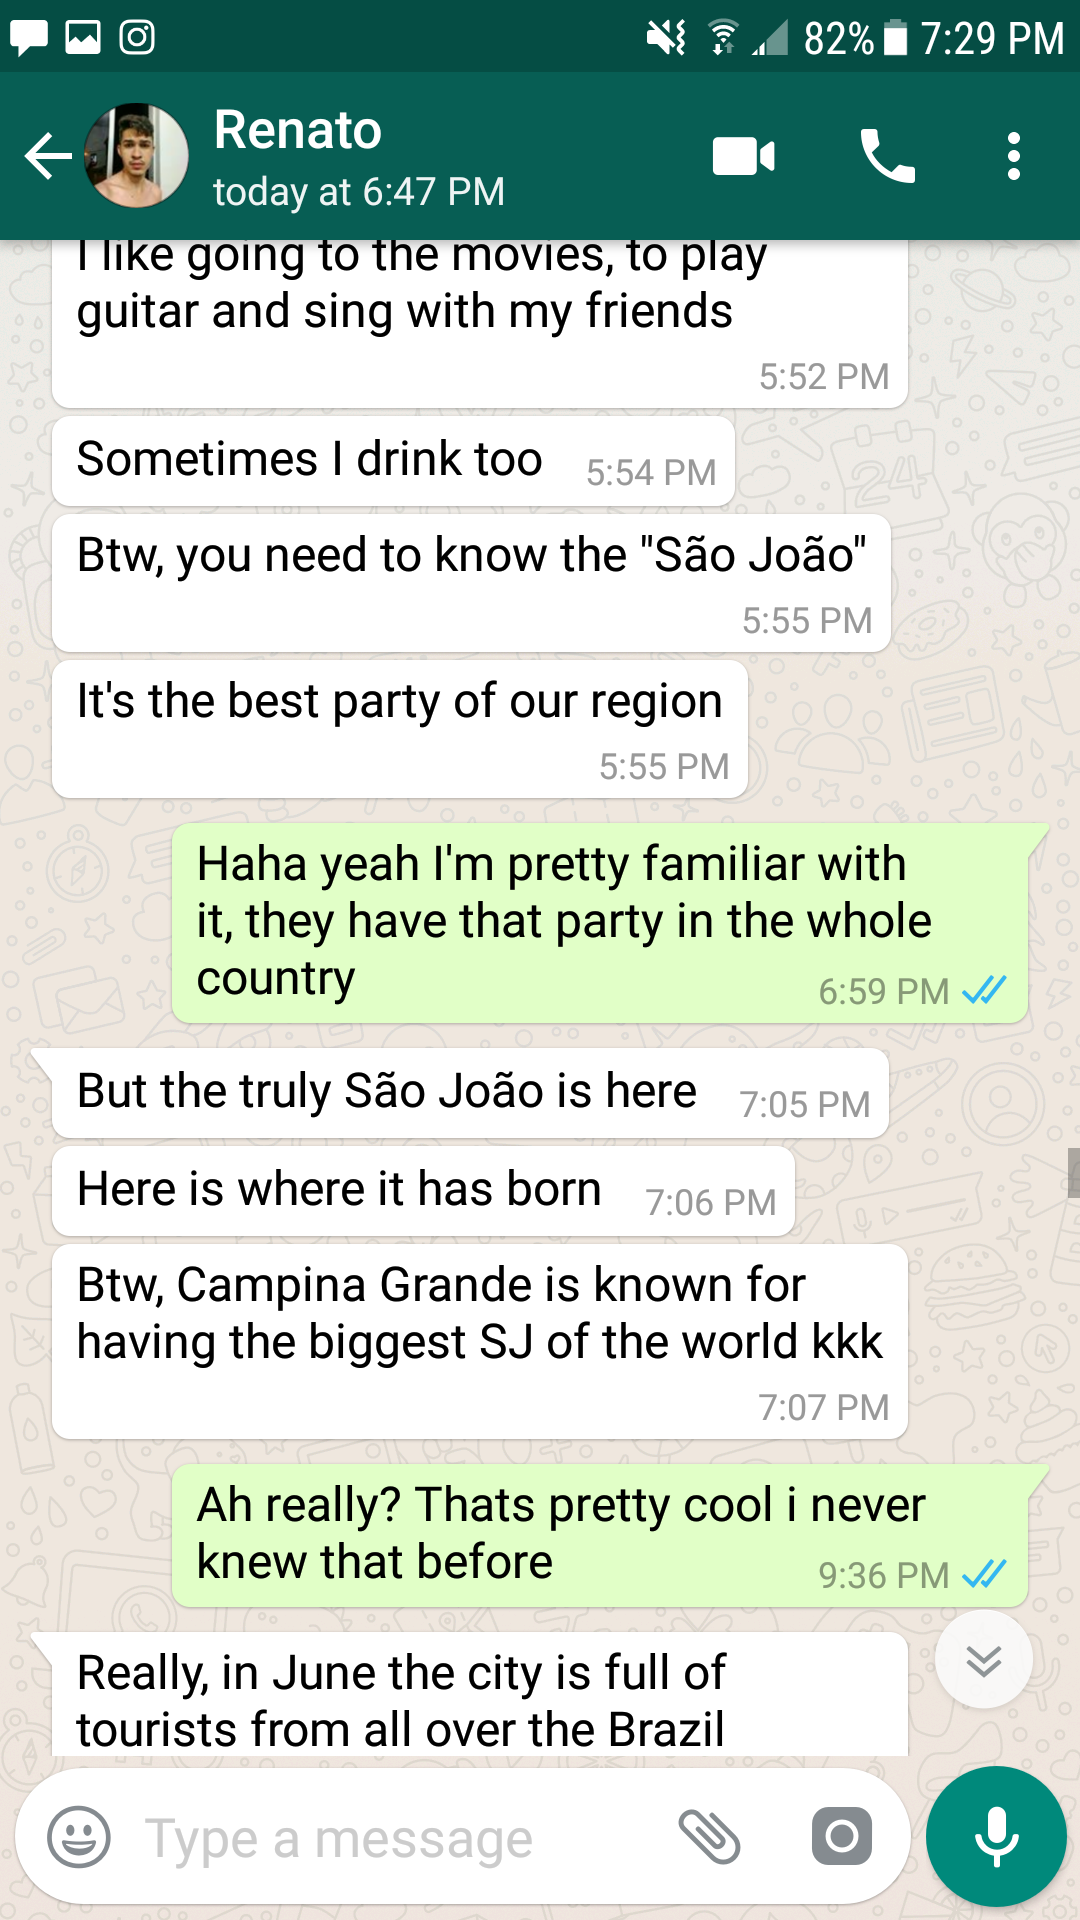 82% 7:29 PM
Renato
today at 6:47 PM
I like going to the movies, to play
guitar and sing with my friends
5:52 PM
Sometimes I drink too 5:54 PM
Btw, you need to know the "São João"
5:55 PM
It's the best party of our region
5:55 PM
Haha yeah I'm pretty familiar with
it, they have that party in the whole
country 6:59 PM
But the truly São João is here 7:05 PM
Here is where it has born 7:06 PM
Btw, Campina Grande is known for
having the biggest SJ of the world kkk
7:07 PM
Ah really? Thats pretty cool i never
knew that before 9:36 PM
Really, in June the city is full of
tourists from all over the Brazil
Type a message